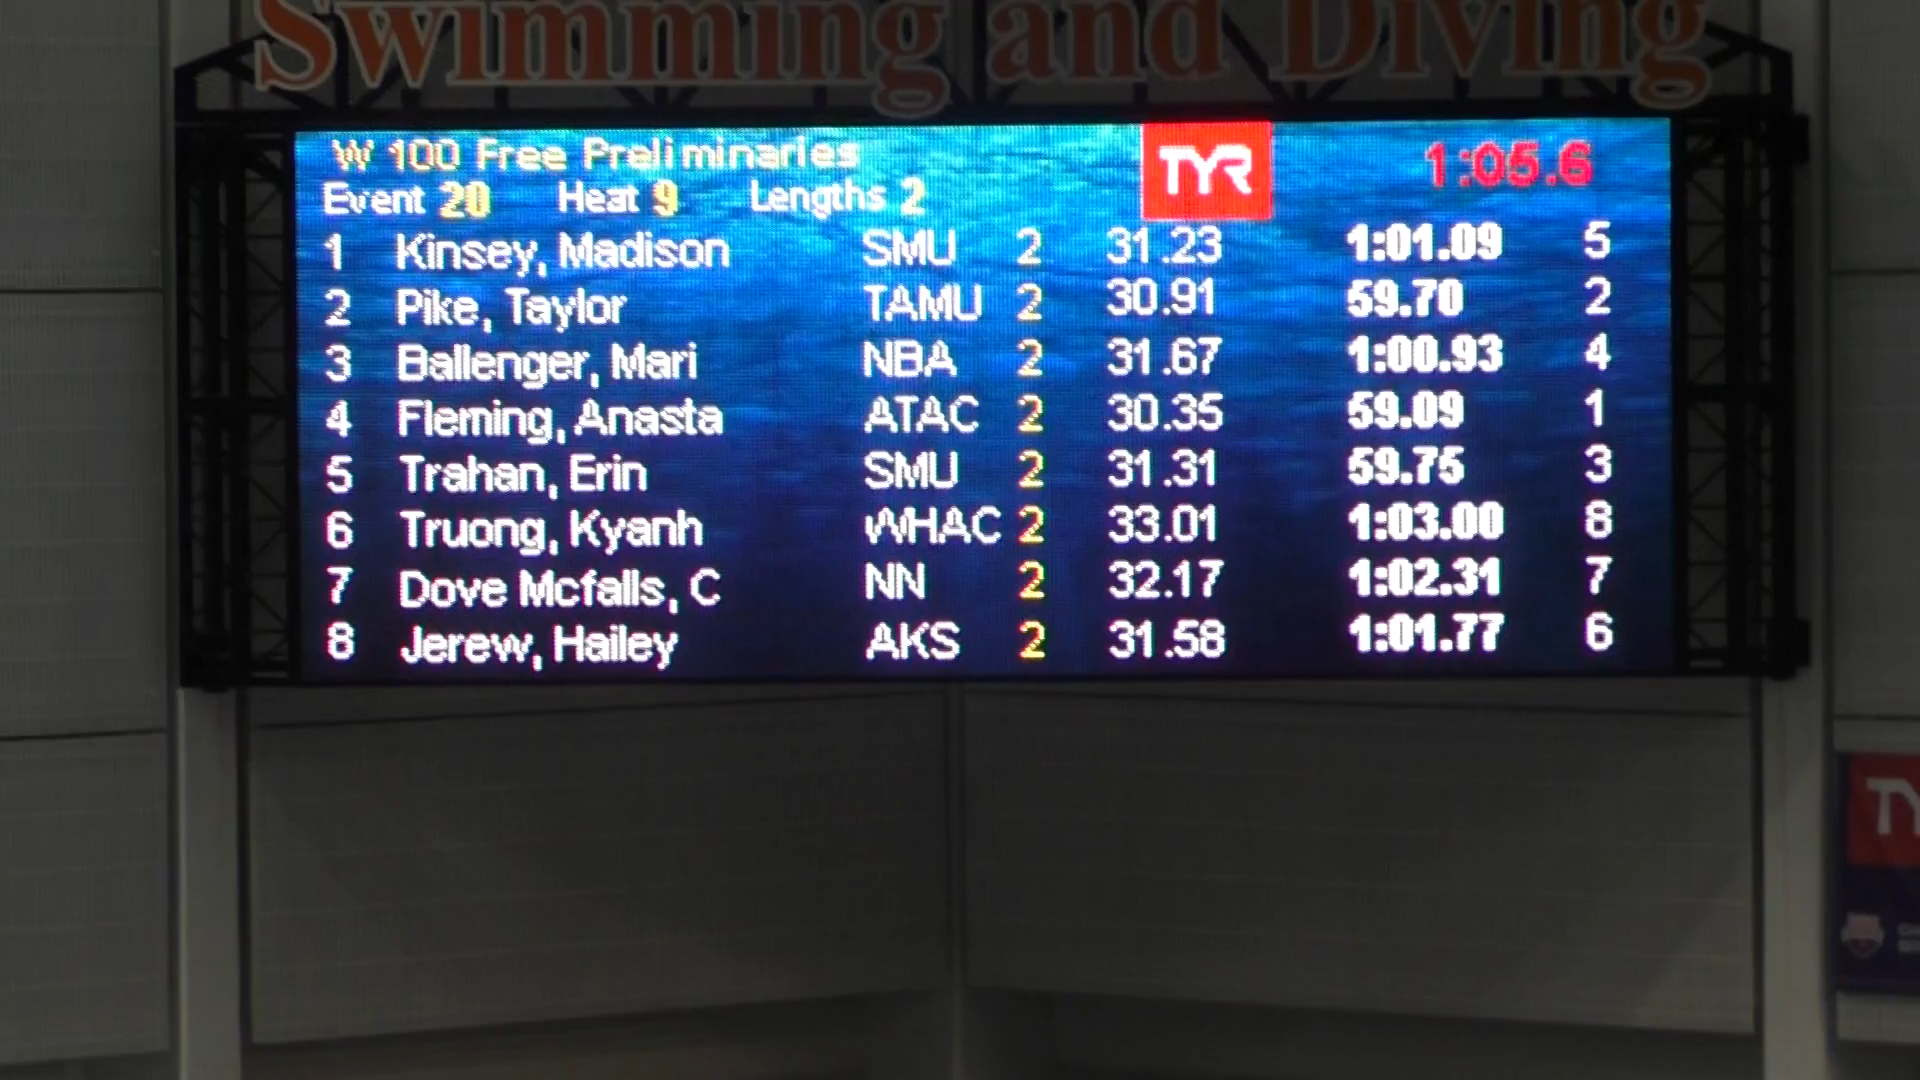 Swimming and Diving
W 100 Free Preliminaries TYR 1:05.6
Event 20 Heat 9 Lengths 2
1 Kinsey, Madison SMU 2 31.23 1:01.09 5
2 Pike, Taylor TAMU 2 30.91 59.70 2
3 Ballenger, Mari NBA 2 31.67 1:00.93 4
4 Fleming, Anasta ATAC 2 30.35 59.09 1
5 Trahan, Erin SMU 2 31.31 59.75 3
6 Truong, Kyanh WHAC 2 33.01 1:03.00 8
7 Dove Mcfalls, C NN 2 32.17 1:02.31 7
8 Jerew, Hailey AKS 2 31.58 1:01.77 6
TY